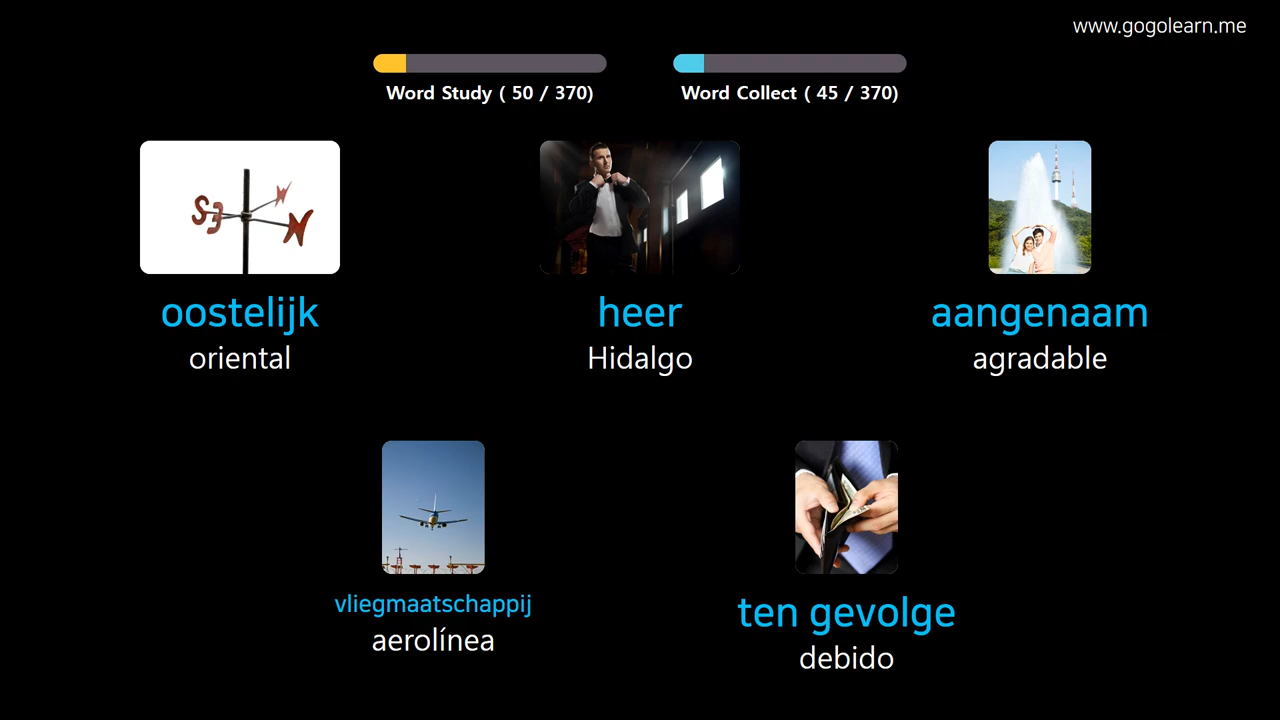 www.gogolearn.me
Word Study ( 50 / 370)
Word Collect ( 45 / 370)
oostelijk
oriental
heer
Hidalgo
aangenaam
agradable
vliegmaatschappij
aerolínea
ten gevolge
debido